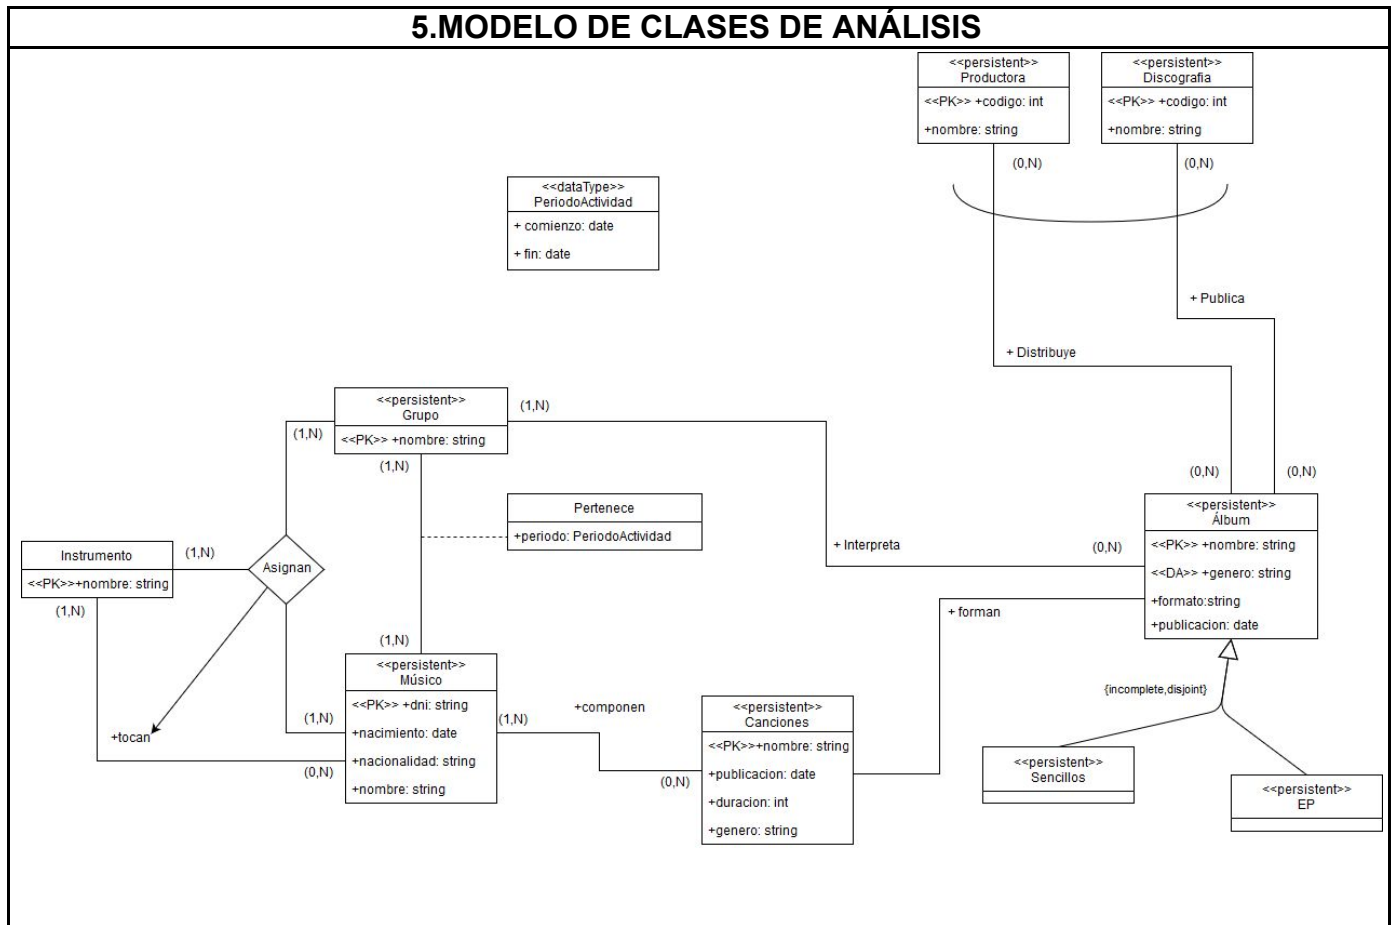 5.MODELO DE CLASES DE ANÁLISIS
<<persistent>>
Productora
<<PK>> +codigo: int
+nombre: string
<<persistent>>
Discografia
<<PK>> +codigo: int
+nombre: string
(0,N)
(0,N)
<<dataType>>
PeriodoActividad
+ comienzo: date
+ fin: date
+ Publica
+ Distribuye
<<persistent>>
Grupo
<<PK>> +nombre: string
(1,N)
(1,N)
(1,N)
(0,N)
(0,N)
Pertenece
+periodo: PeriodoActividad
<<persistent>>
Álbum
<<PK>> +nombre: string
<<DA>> +genero: string
+formato:string
+publicacion: date
+ Interpreta
(0,N)
Instrumento
<<PK>>+nombre: string
(1,N)
Asignan
(1,N)
+ forman
(1,N)
<<persistent>>
Músico
<<PK>> +dni: string
+nacimiento: date
+nacionalidad: string
+nombre: string
{incomplete,disjoint}
(1,N)
(1,N)
+componen
+tocan
(0,N)
(0,N)
<<persistent>>
Canciones
<<PK>>+nombre: string
+publicacion: date
+duracion: int
+genero: string
<<persistent>>
Sencillos
<<persistent>>
EP